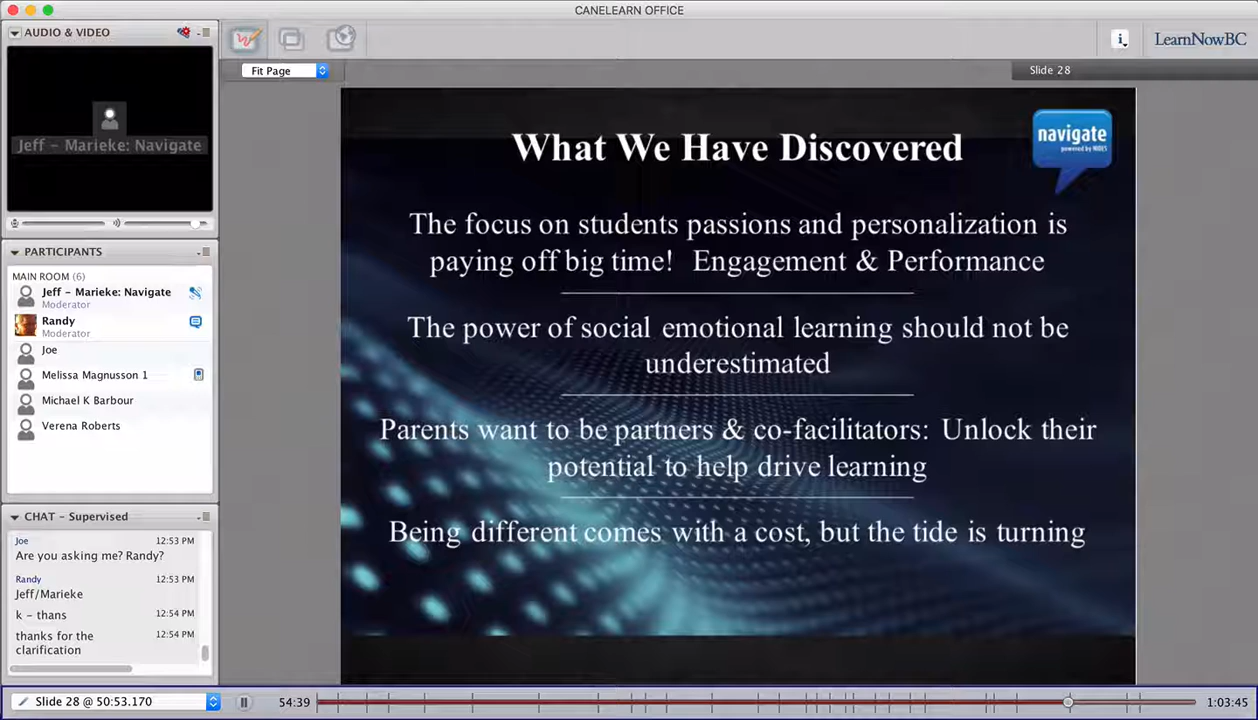 CANELEARN OFFICE
AUDIO & VIDEO
Jeff - Marieke: Navigate
PARTICIPANTS
MAIN ROOM (6)
Jeff - Marieke: Navigate
Moderator
Randy
Moderator
Joe
Melissa Magnusson 1
Michael K Barbour
Verena Roberts
CHAT - Supervised
Joe 12:53 PM
Are you asking me? Randy?
Randy 12:53 PM
Jeff/Marieke
k - thans 12:54 PM
thanks for the 12:54 PM
clarification
LearnNowBC
Fit Page
Slide 28
What We Have Discovered
navigate
powered by NIDES
The focus on students passions and personalization is
paying off big time! Engagement & Performance
The power of social emotional learning should not be
underestimated
Parents want to be partners & co-facilitators: Unlock their
potential to help drive learning
Being different comes with a cost, but the tide is turning
Slide 28 @ 50:53.170
54:39
1:03:45